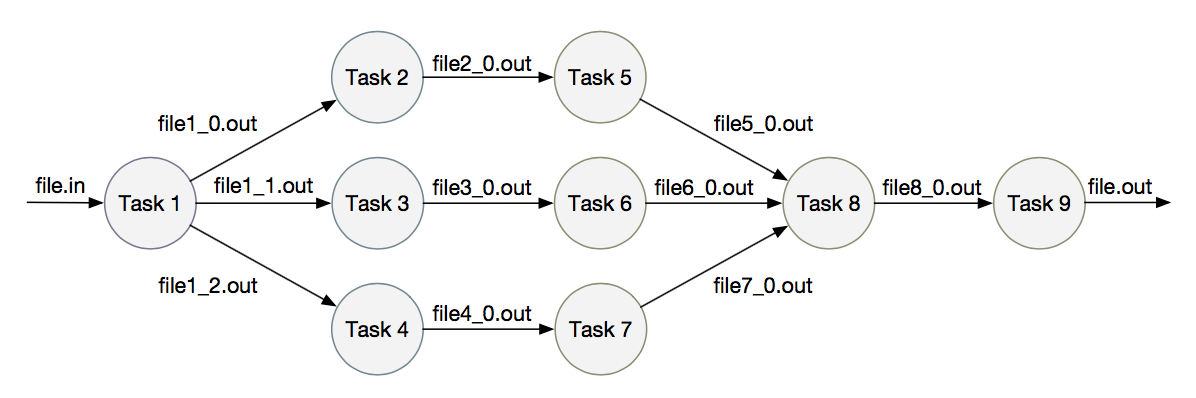 file2_0.out
Task 2
Task 5
file1_0.out
file5_0.out
file.in
file1_1.out
file3_0.out
file6_0.out
file8_0.out
file.out
Task 1
Task 3
Task 6
Task 8
Task 9
file1_2.out
file7_0.out
file4_0.out
Task 4
Task 7